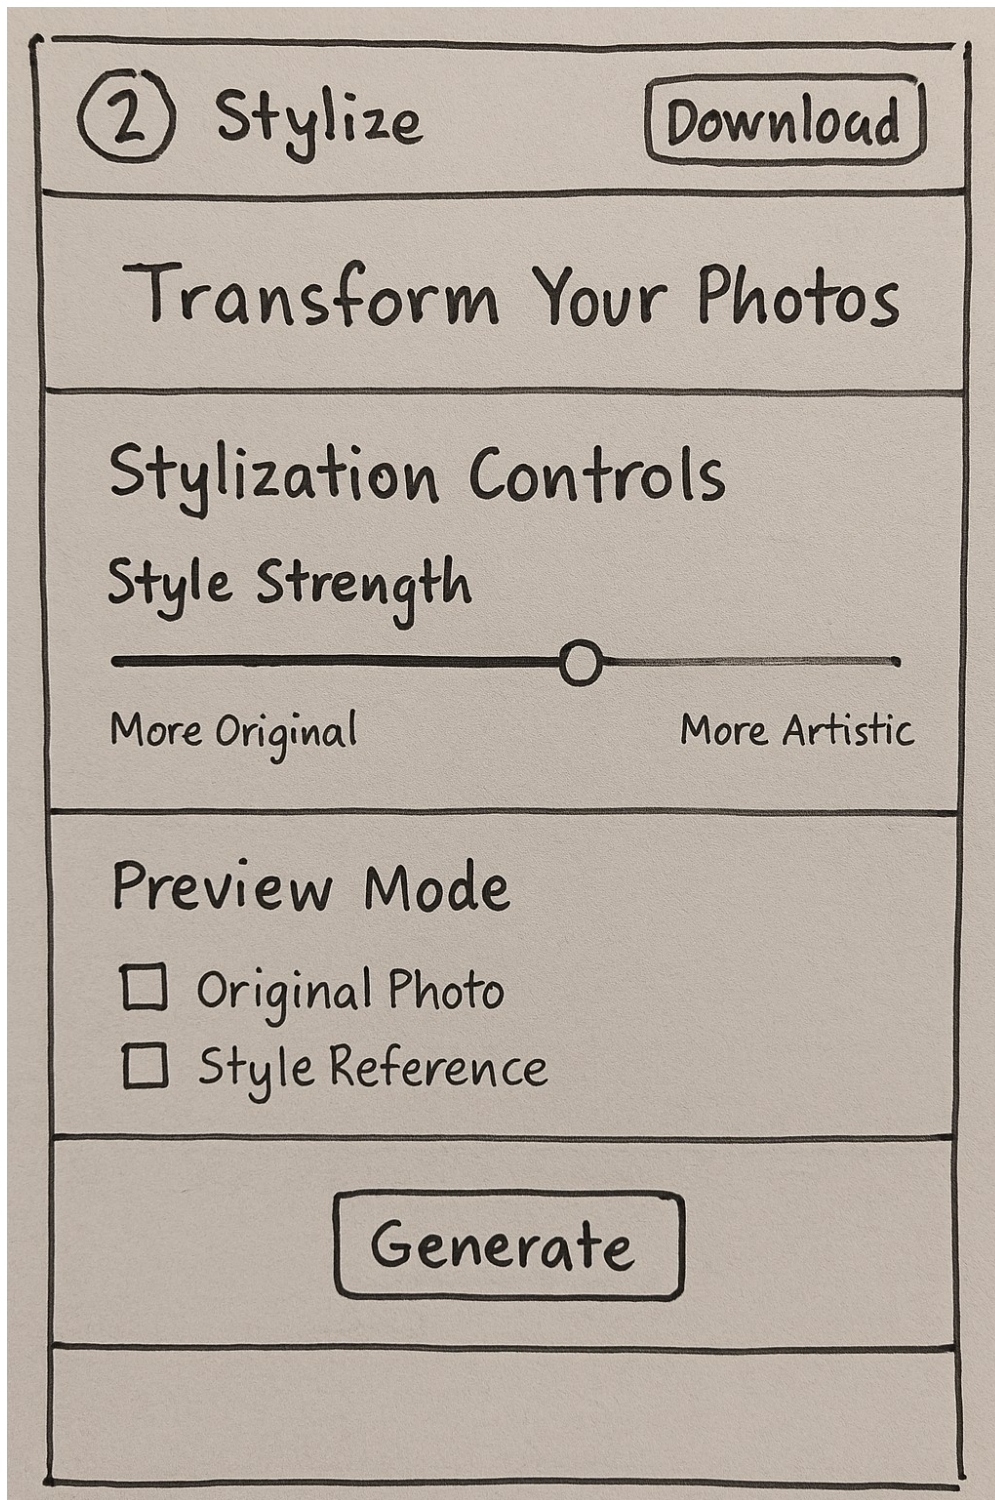 2 Stylize Download
Transform Your Photos
Stylization Controls
Style Strength
More Original More Artistic
Preview Mode
Original Photo
Style Reference
Generate